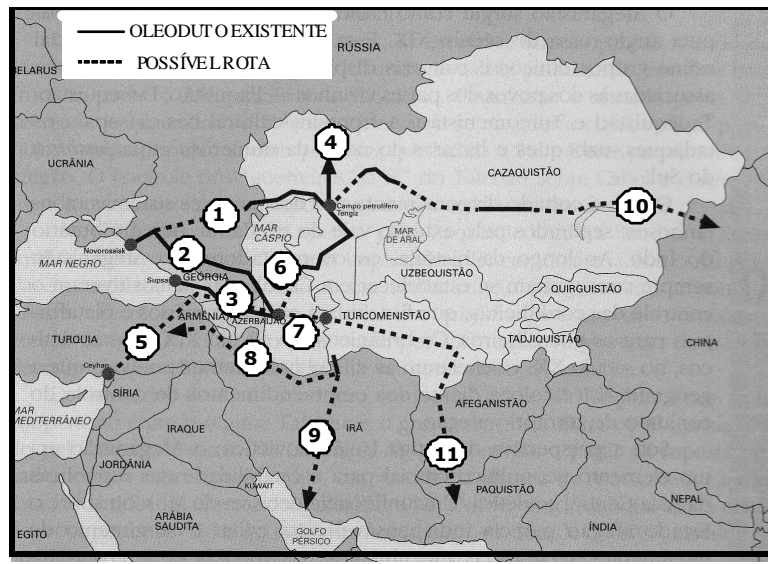 OLEODUTO EXISTENTE
POSSÍVEL ROTA
RÚSSIA
BELARUS
UCRÂNIA
4
CAZAQUISTÃO
1
Campo petrolífero
Tengiz
10
MAR
CÁSPIO
MAR
DE ARAL
Novorossisk
MAR NEGRO
2
6
UZBEQUISTÃO
Supsa
GEÓRGIA
QUIRGUISTÃO
3
ARMÊNIA
AZERBAIJÃO
7
TURCOMENISTÃO
5
TURQUIA
8
TADJIQUISTÃO
CHINA
Ceyhan
SÍRIA
MAR
MEDITERRÂNEO
AFEGANISTÃO
IRAQUE
9
IRÃ
11
JORDÂNIA
KUWAIT
PAQUISTÃO
NEPAL
EGITO
ARÁBIA
SAUDITA
GOLFO
PÉRSICO
ÍNDIA